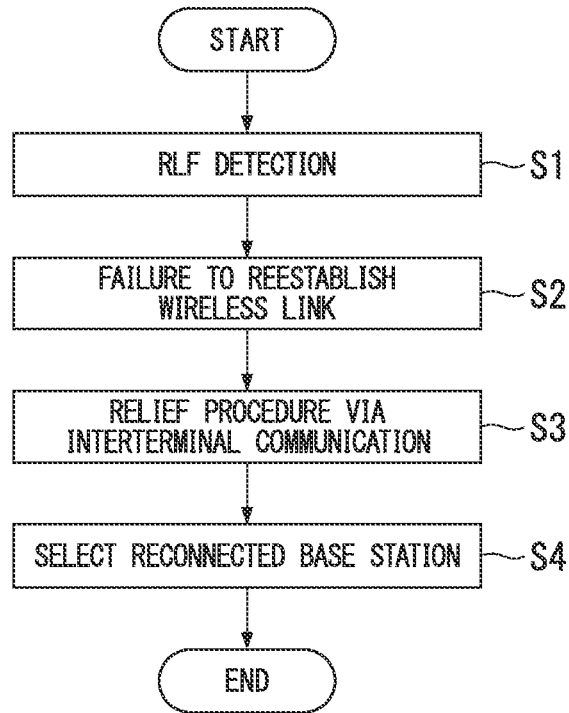 START
RLF DETECTION
S1
FAILURE TO REESTABLISH
WIRELESS LINK
S2
RELIEF PROCEDURE VIA
INTERTERMINAL COMMUNICATION
S3
SELECT RECONNECTED BASE STATION
S4
END